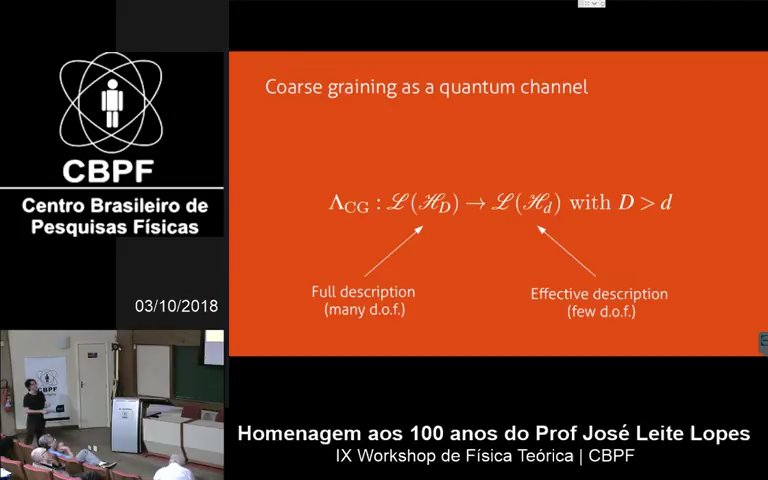 CBPF
Centro Brasileiro de
Pesquisas Físicas
03/10/2018
Coarse graining as a quantum channel
Λ_CG : ℒ(ℋ_D) → ℒ(ℋ_d) with D > d
Full description
(many d.o.f.)
Effective description
(few d.o.f.)
CBPF
Homenagem aos 100 anos do Prof José Leite Lopes
IX Workshop de Física Teórica | CBPF